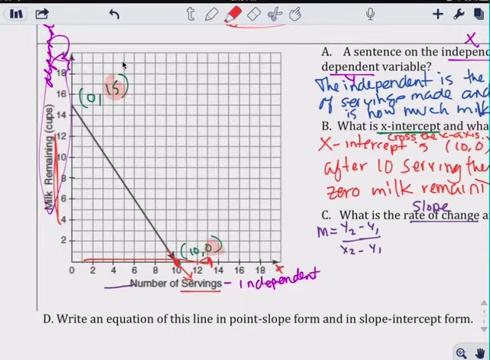 X
A. A sentence on the independ
dependent variable?
y
The independent is the
of servings made and
is how much milk
B. What is x-intercept and wha
cross the x-axis
X-intercept is (10,0)
after 10 serving the
zero milk remaini
Slope
C. What is the rate of change a
m= y2 - y1
x2 - y1
(0, 15)
(10,0)
Milk Remaining (cups)
18
16
14
12
10
8
6
4
2
0 2 4 6 8 10 12 14 16 18 x
Number of Servings - independent
D. Write an equation of this line in point-slope form and in slope-intercept form.